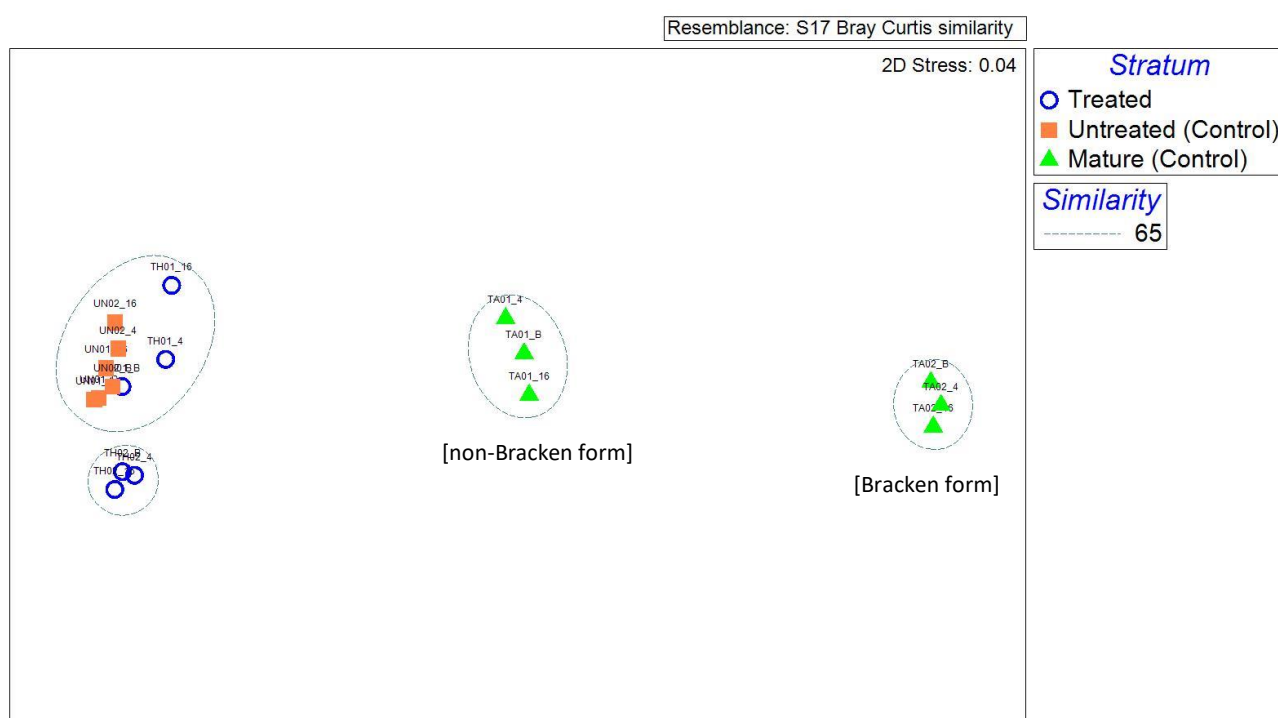 Resemblance: S17 Bray Curtis similarity
2D Stress: 0.04
Stratum
Treated
Untreated (Control)
Mature (Control)
Similarity
65
TH01_16
UN02_16
UN02_4
TH01_4
TH02_4
TA01_4
TA01_B
TA01_16
[non-Bracken form]
TA02_B
TA02_4
[Bracken form]